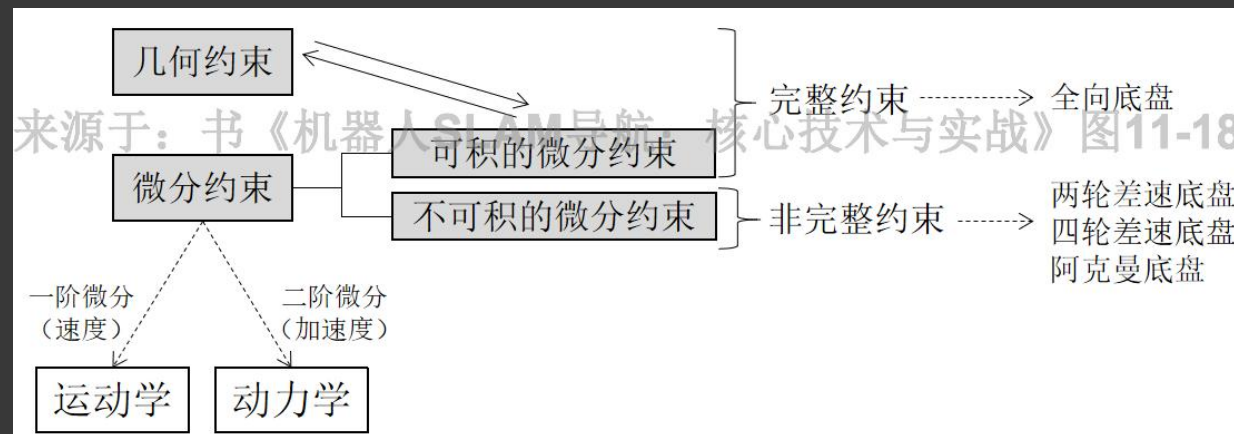 几何约束
完整约束
全向底盘
来源于：书《机器人SLAM导航：核心技术与实战》图11-18
可积的微分约束
微分约束
不可积的微分约束
非完整约束
两轮差速底盘
四轮差速底盘
阿克曼底盘
一阶微分
（速度）
二阶微分
（加速度）
运动学
动力学